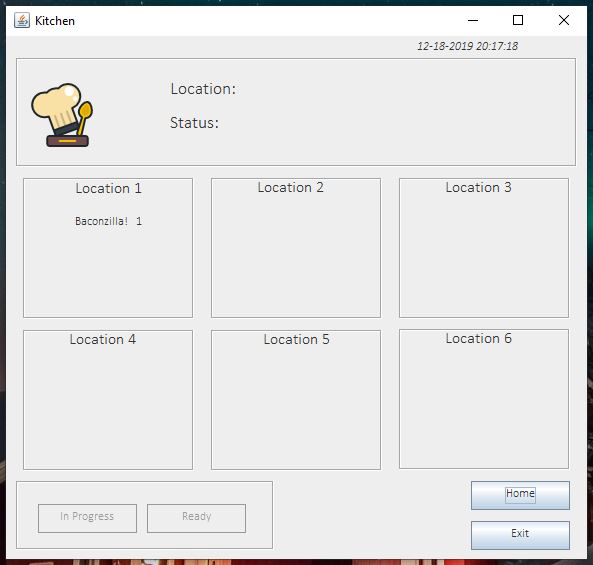 Kitchen
12-18-2019 20:17:18
Location:
Status:
Location 1
Baconzilla! 1
Location 2
Location 3
Location 4
Location 5
Location 6
In Progress
Ready
Home
Exit